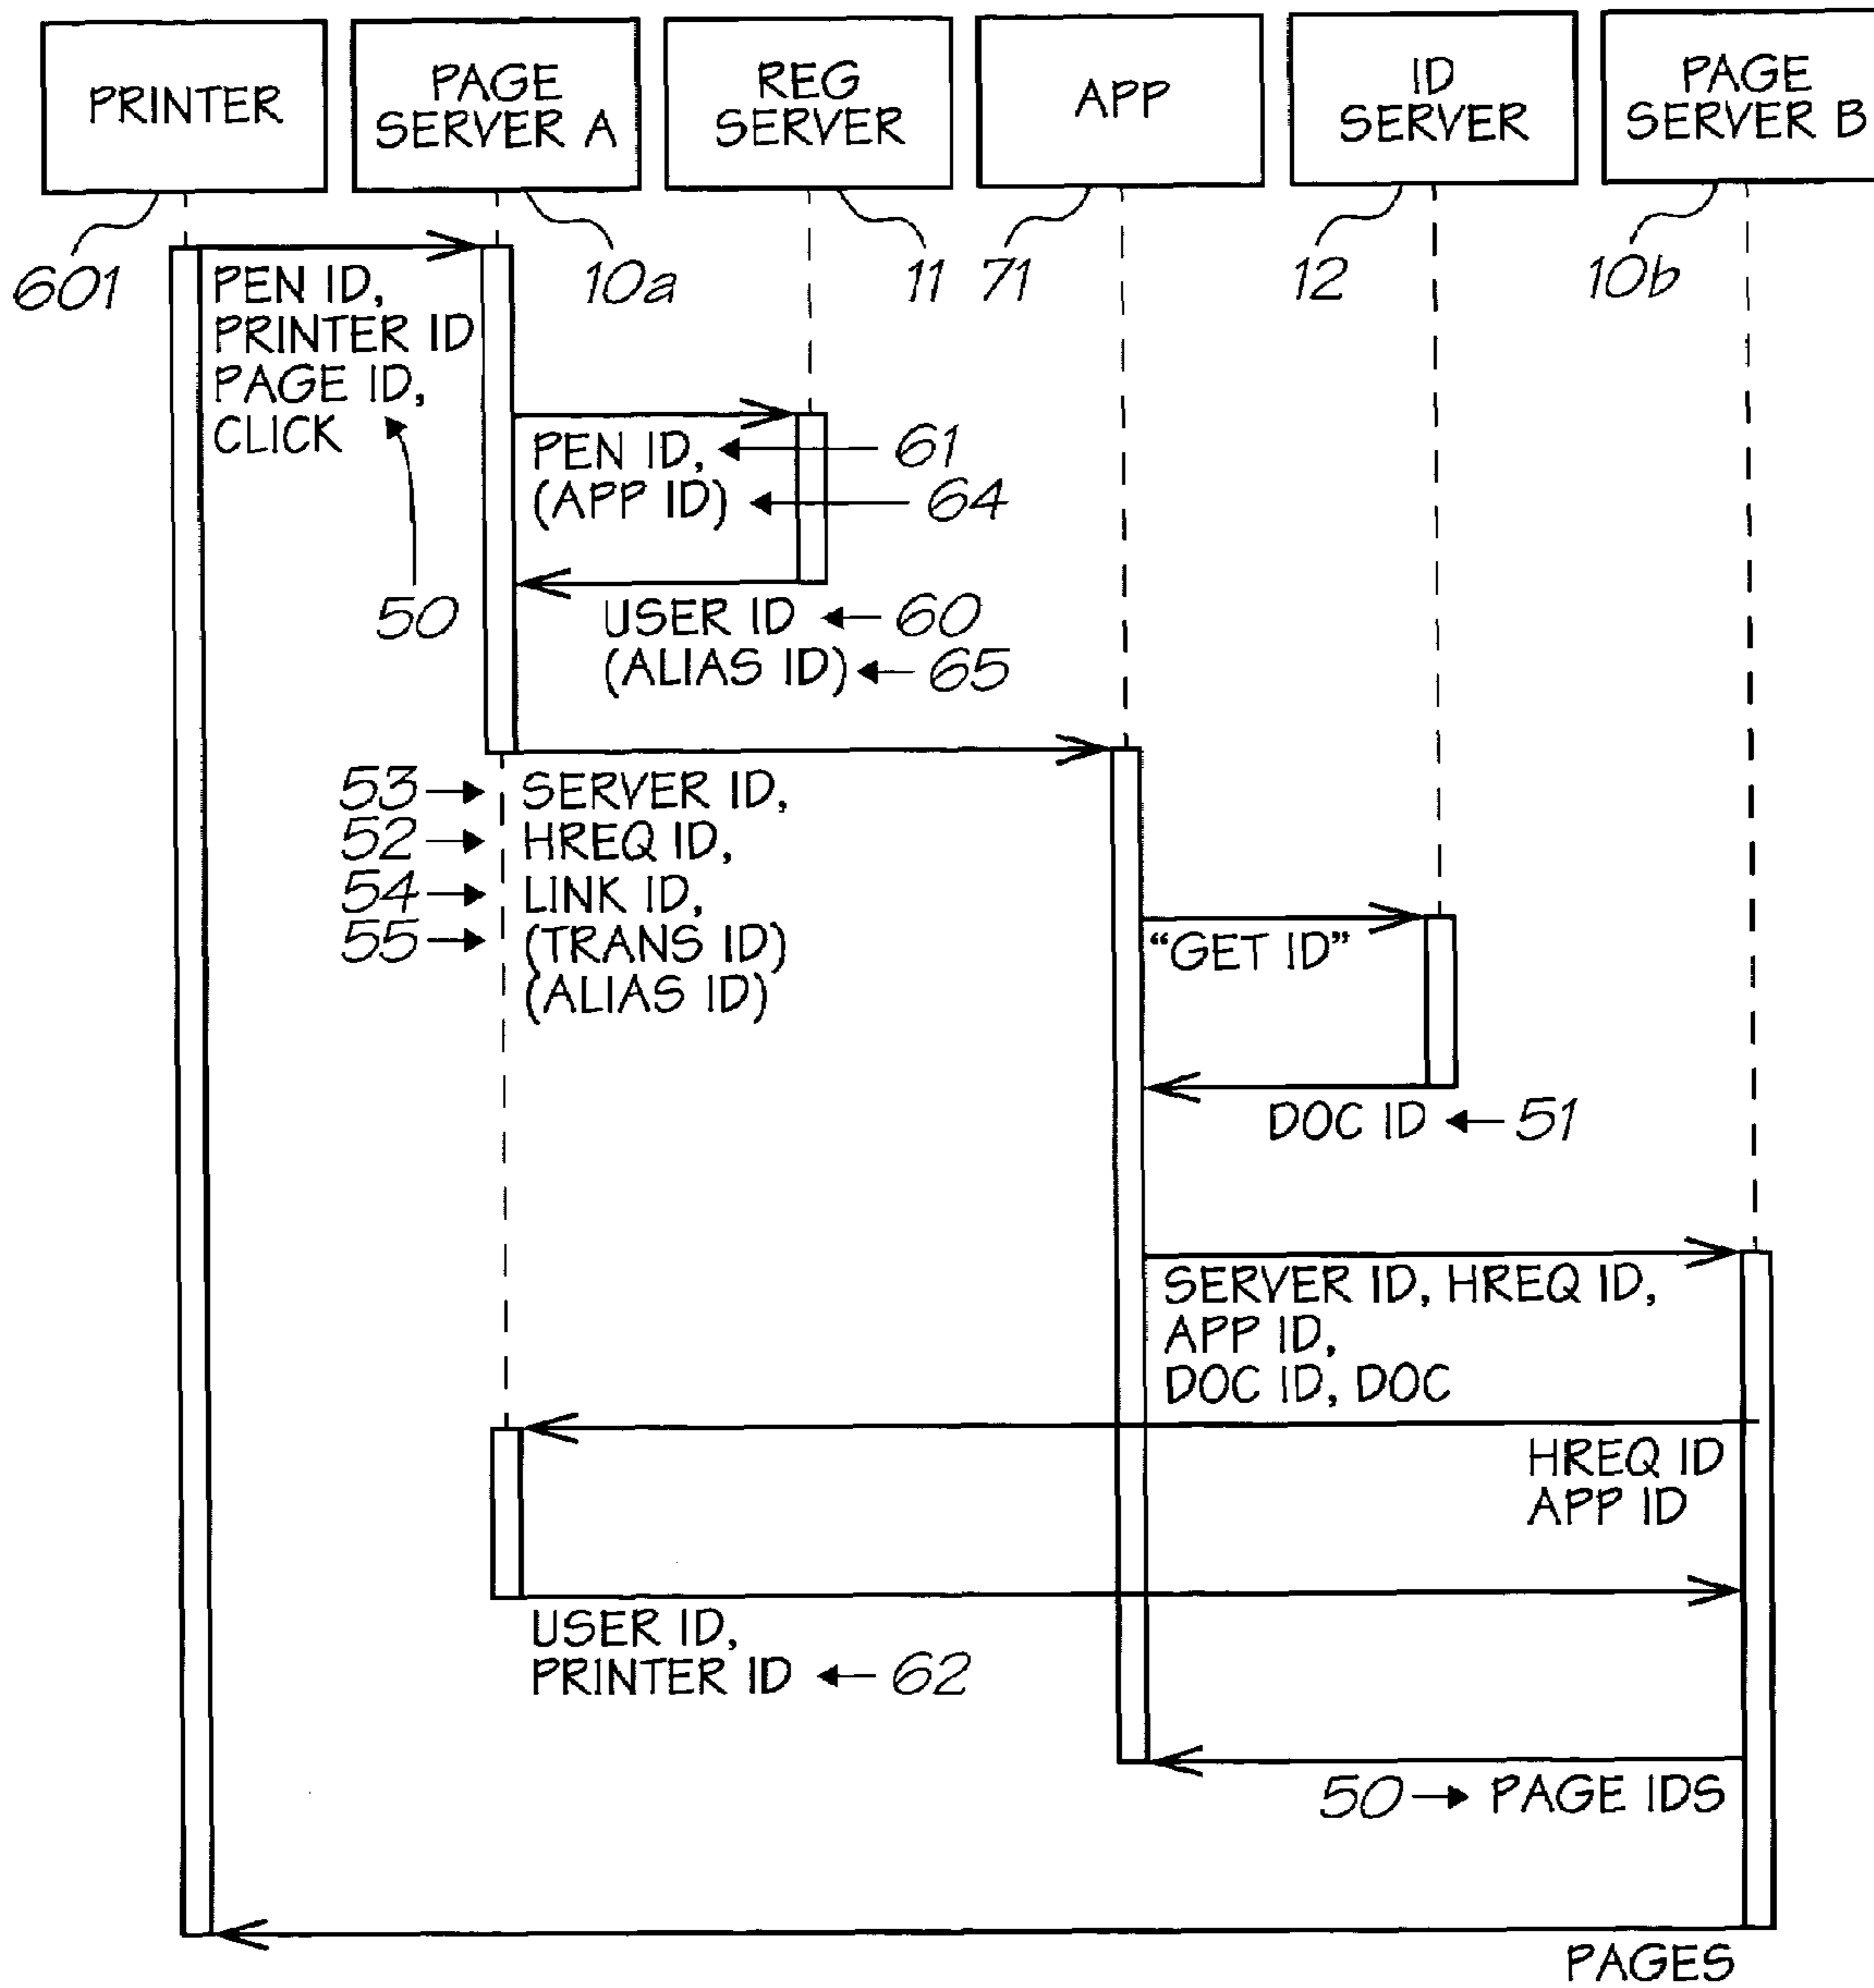 PRINTER
PAGE
SERVER A
REG
SERVER
APP
ID
SERVER
PAGE
SERVER B
601
10a
11
71
12
10b
PEN ID,
PRINTER ID
PAGE ID,
CLICK
50
PEN ID,
(APP ID)
61
64
USER ID
(ALIAS ID)
60
65
53
52
54
55
SERVER ID,
HREQ ID,
LINK ID,
(TRANS ID)
(ALIAS ID)
"GET ID"
DOC ID
51
SERVER ID, HREQ ID,
APP ID,
DOC ID, DOC
HREQ ID
APP ID
USER ID,
PRINTER ID
62
50
PAGE IDS
PAGES